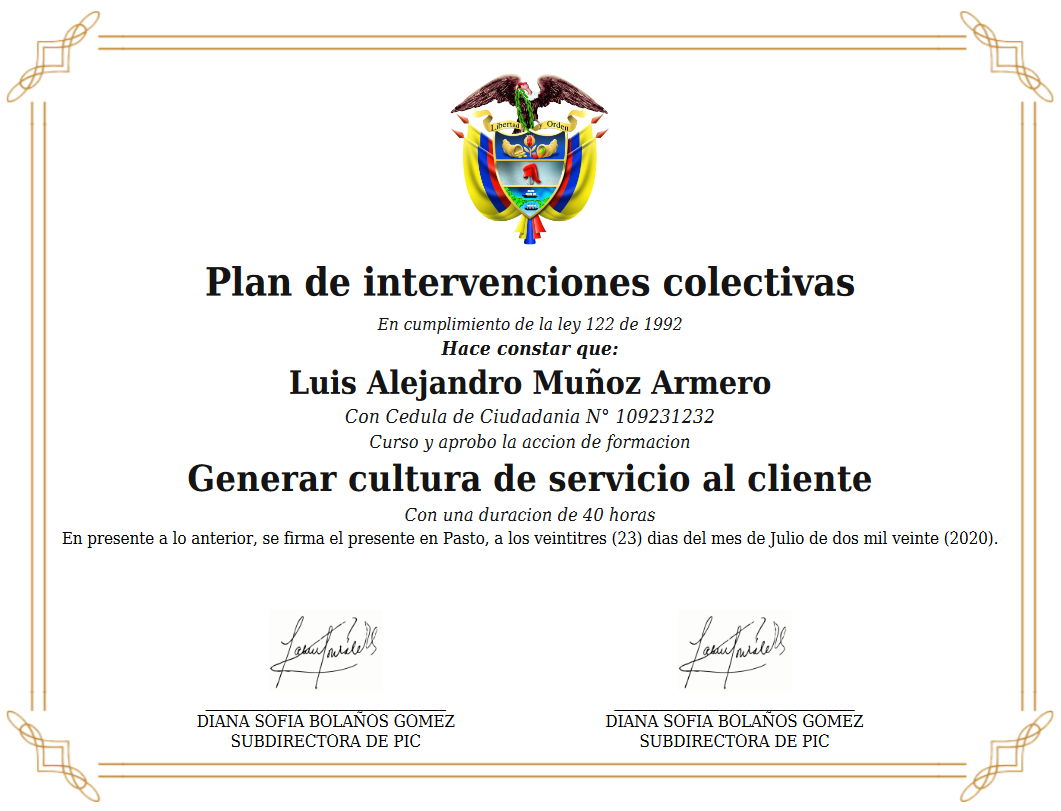 Libertad y Orden
Plan de intervenciones colectivas
En cumplimiento de la ley 122 de 1992
Hace constar que:
Luis Alejandro Muñoz Armero
Con Cedula de Ciudadania N° 109231232
Curso y aprobo la accion de formacion
Generar cultura de servicio al cliente
Con una duracion de 40 horas
En presente a lo anterior, se firma el presente en Pasto, a los veintitres (23) dias del mes de Julio de dos mil veinte (2020).
DIANA SOFIA BOLAÑOS GOMEZ
SUBDIRECTORA DE PIC
DIANA SOFIA BOLAÑOS GOMEZ
SUBDIRECTORA DE PIC